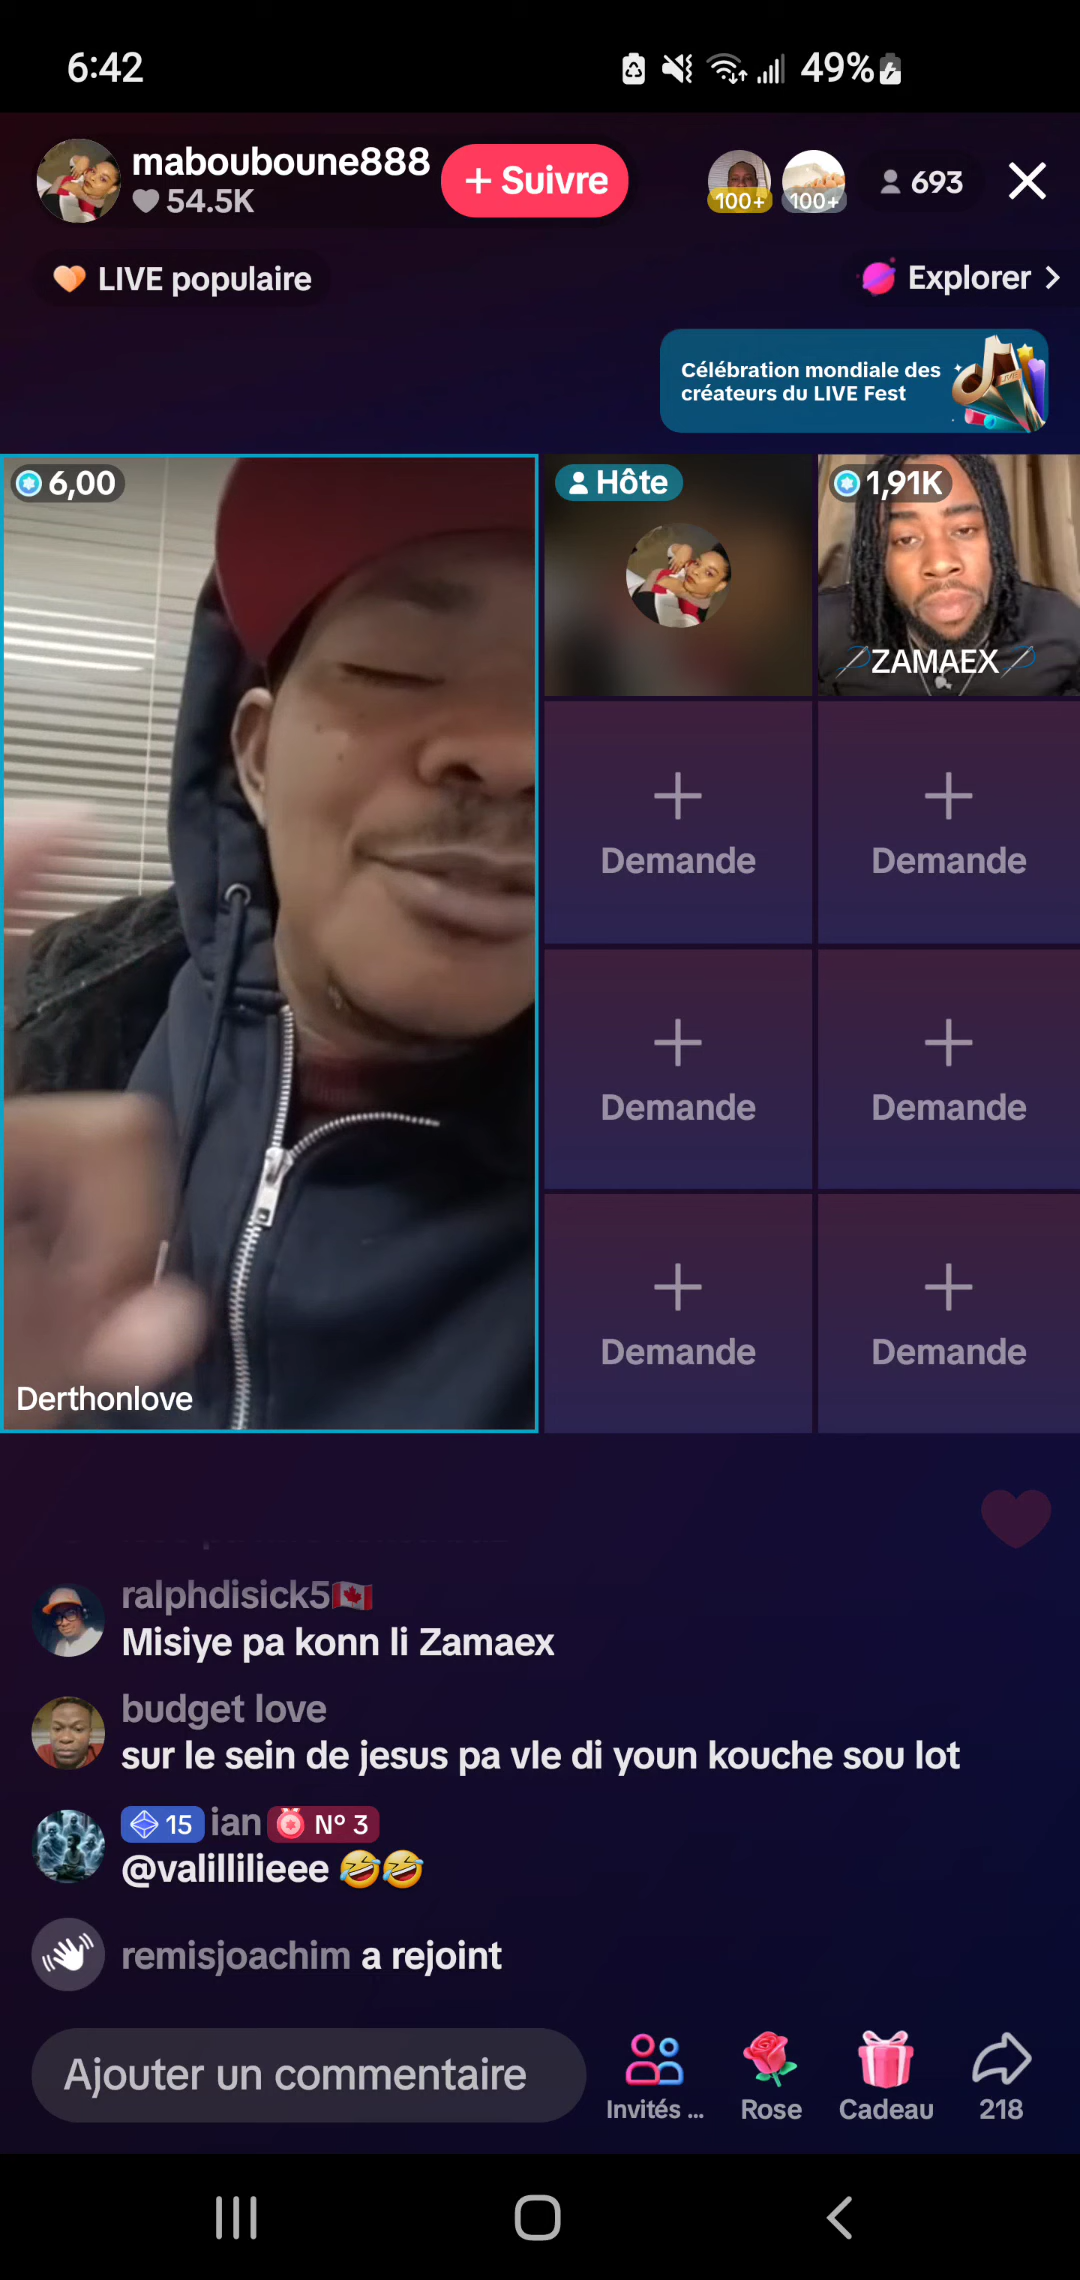 6:42
49%
mabouboune888
54.5K
+ Suivre
100+
100+
693
LIVE populaire
Explorer
Célébration mondiale des
créateurs du LIVE Fest
6,00
Hôte
1,91K
ZAMAEX
Demande
Demande
Demande
Demande
Demande
Demande
Derthonlove
ralphdisick5🇨🇦
Misiye pa konn li Zamaex
budget love
sur le sein de jesus pa vle di youn kouche sou lot
15 ian Nº 3
@valillilieee 🤣🤣
remisjoachim a rejoint
Ajouter un commentaire
Invités ...
Rose
Cadeau
218